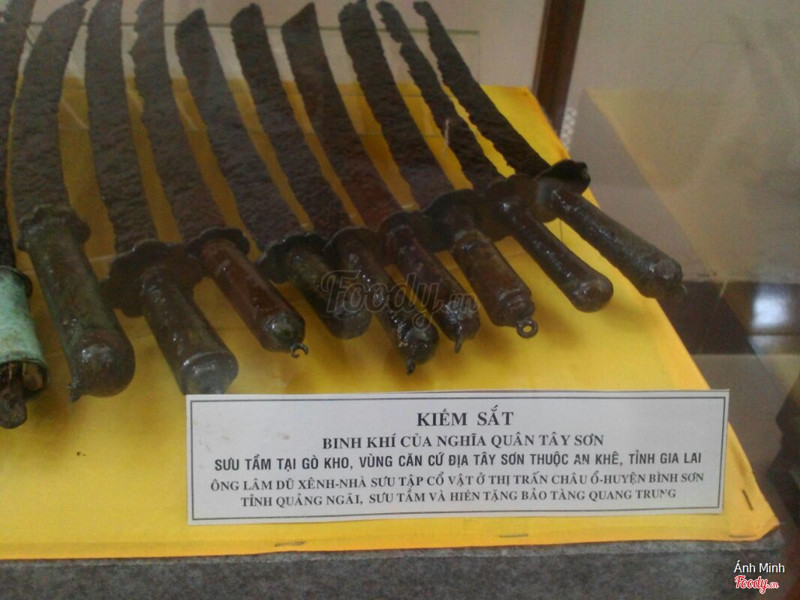 Foody.vn
KIẾM SẮT
BINH KHÍ CỦA NGHĨA QUÂN TÂY SƠN
SƯU TẦM TẠI GÒ KHO, VÙNG CĂN CỨ ĐỊA TÂY SƠN THUỘC AN KHÊ, TỈNH GIA LAI
ÔNG LÂM DŨ XÊNH-NHÀ SƯU TẬP CỔ VẬT Ở THỊ TRẤN CHÂU Ổ-HUYỆN BÌNH SƠN
TỈNH QUẢNG NGÃI, SƯU TẦM VÀ HIẾN TẶNG BẢO TÀNG QUANG TRUNG
Ánh Minh
Foody.vn